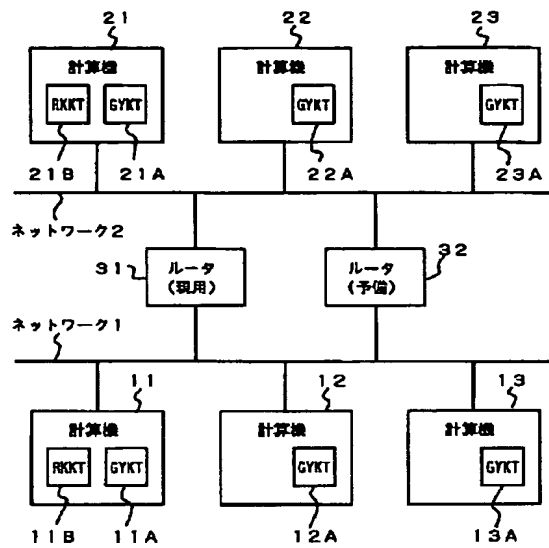 21 22 23
計算機 計算機 計算機
RKKT GYKT GYKT GYKT
21B 21A 22A 23A
ネットワーク2
31 ルータ ルータ 32
(現用) (予備)
ネットワーク1
11 12 13
計算機 計算機 計算機
RKKT GYKT GYKT GYKT
11B 11A 12A 13A